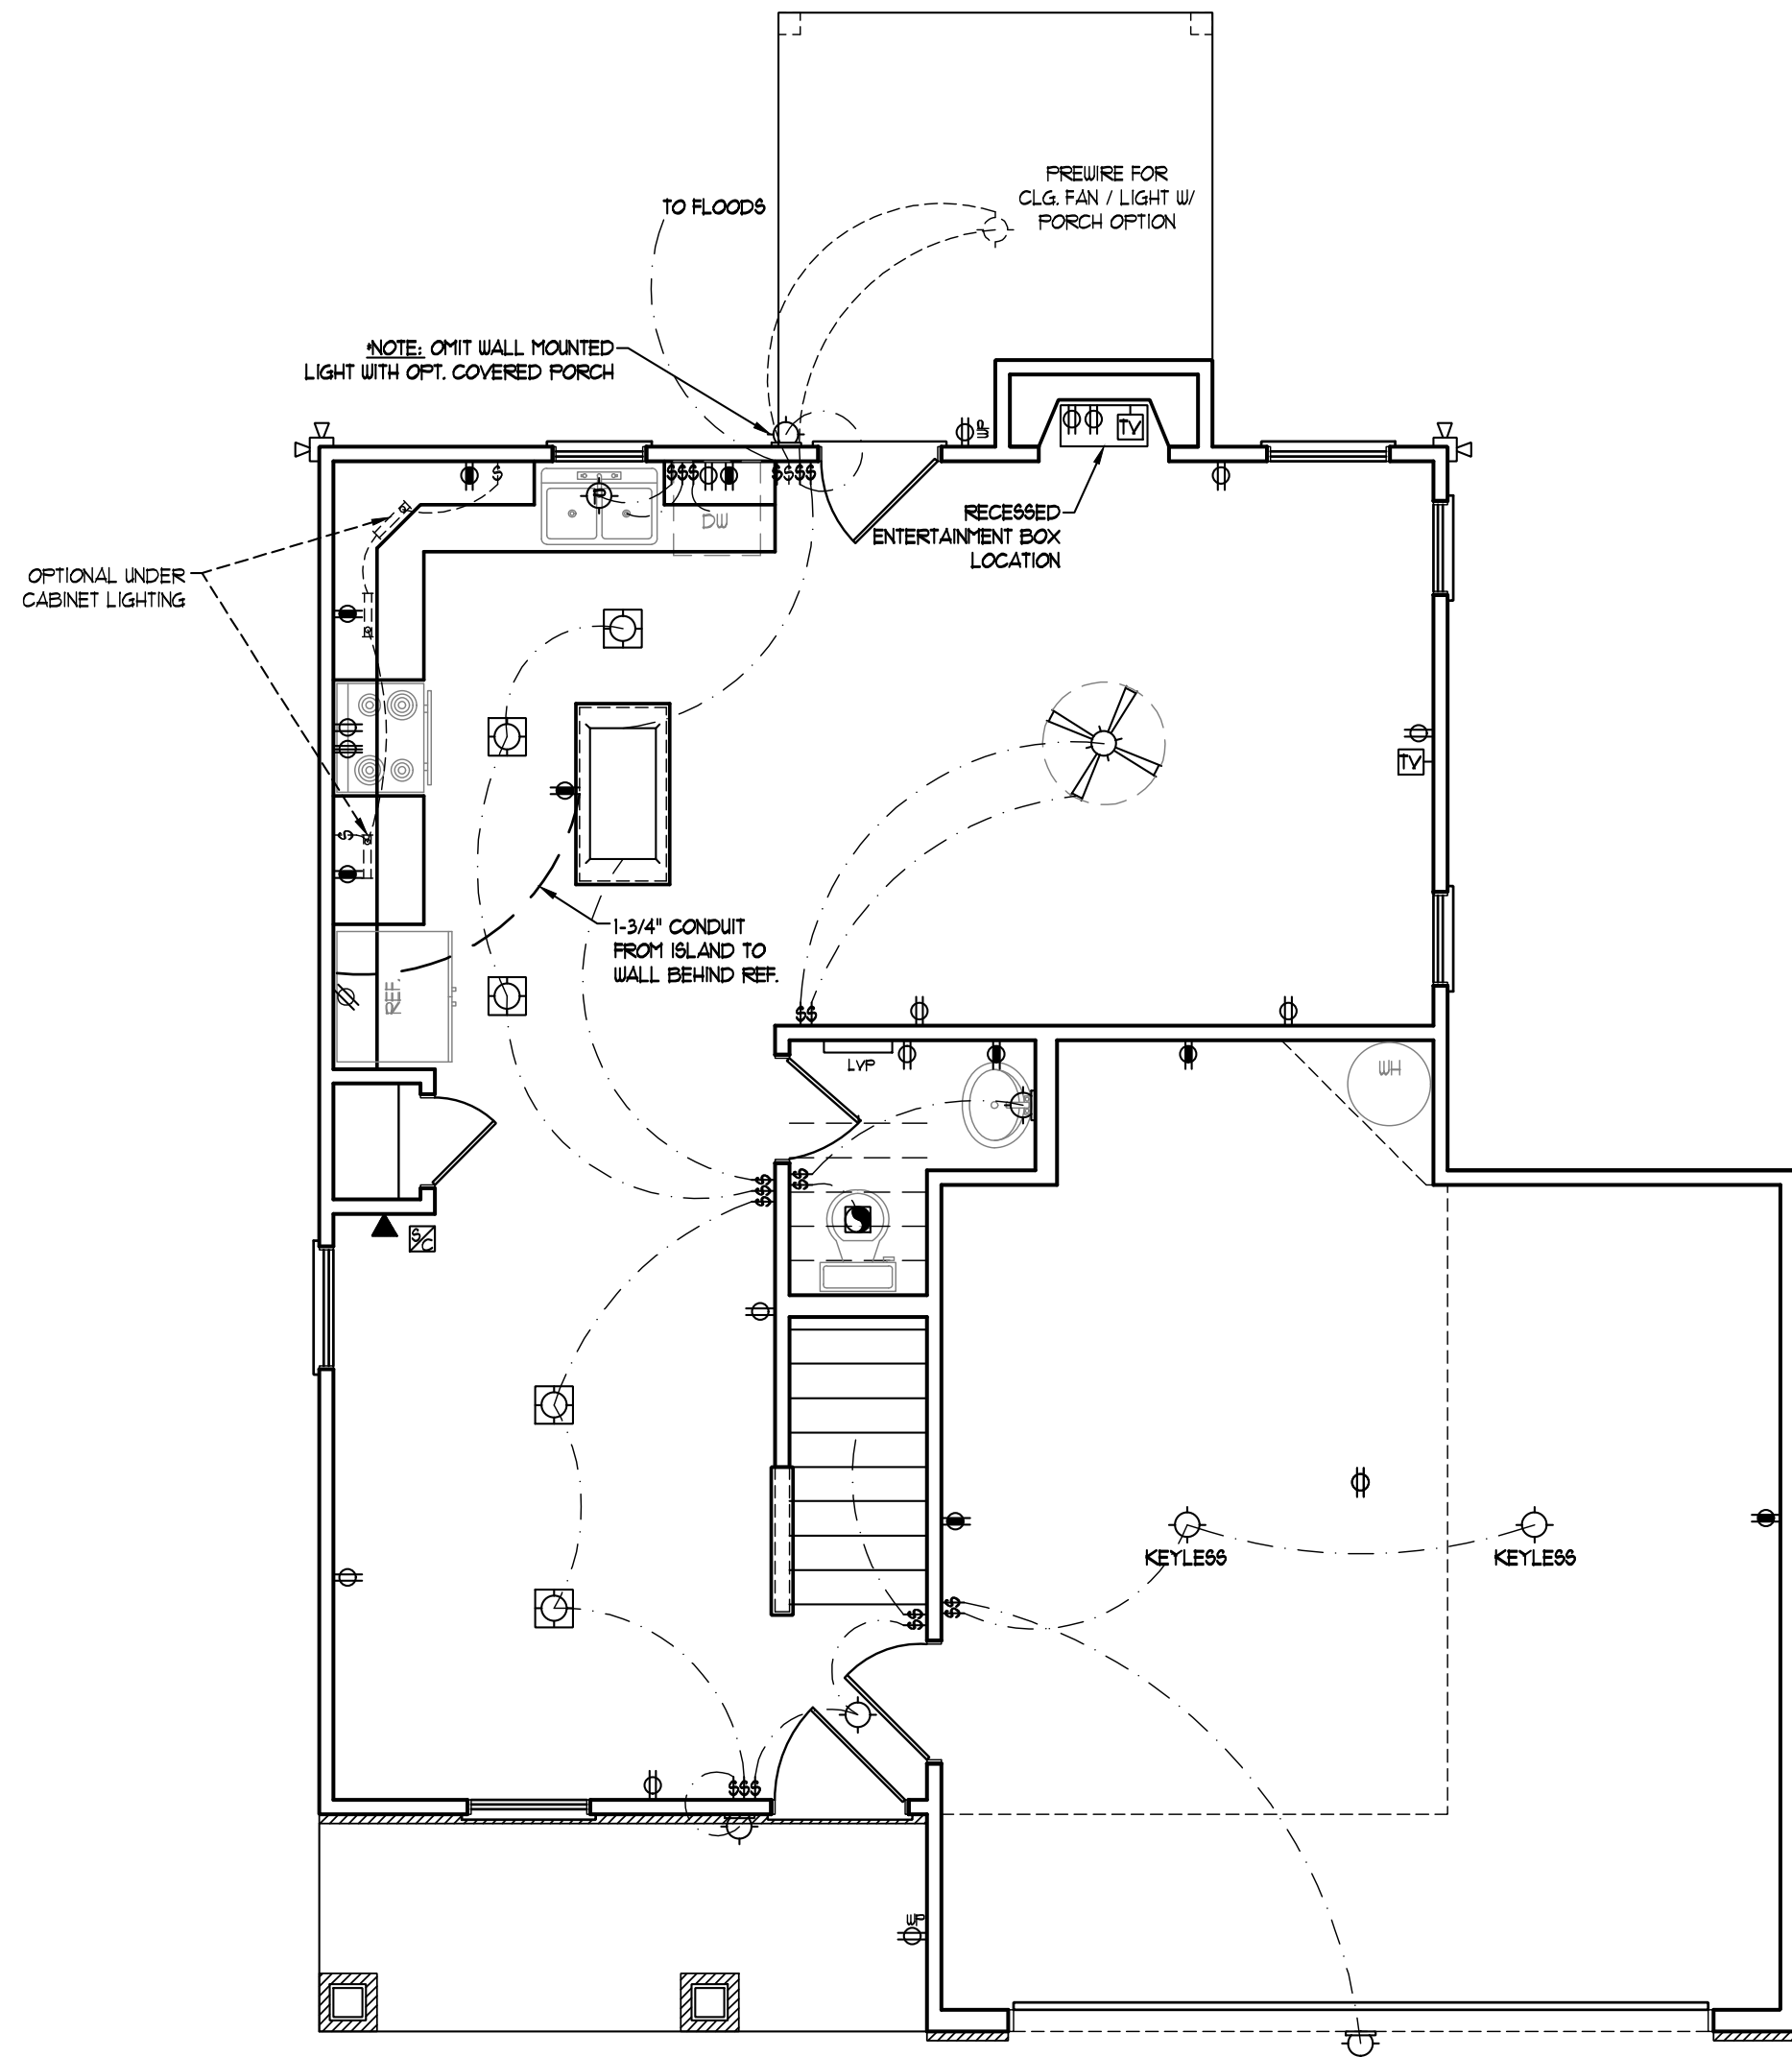 PREWIRE FOR
CLG. FAN / LIGHT W/
PORCH OPTION
TO FLOODS
*NOTE: OMIT WALL MOUNTED
LIGHT WITH OPT. COVERED PORCH
WP
TV
$
$$$
$$$$
P
DW
RECESSED
ENTERTAINMENT BOX
LOCATION
OPTIONAL UNDER
CABINET LIGHTING
TV
$
1-3/4" CONDUIT
FROM ISLAND TO
WALL BEHIND REF.
REF.
$$
LVP
WH
$$$
$$
S/C
KEYLESS
KEYLESS
$$
$$
$$$
WP